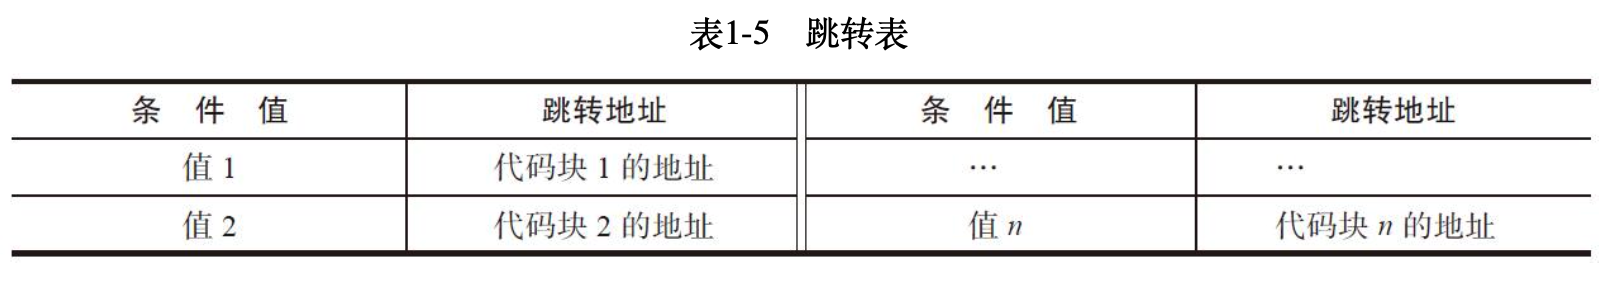 表1-5 跳转表
条 件 值 跳转地址 条 件 值 跳转地址
值 1 代码块 1 的地址 … …
值 2 代码块 2 的地址 值 n 代码块 n 的地址